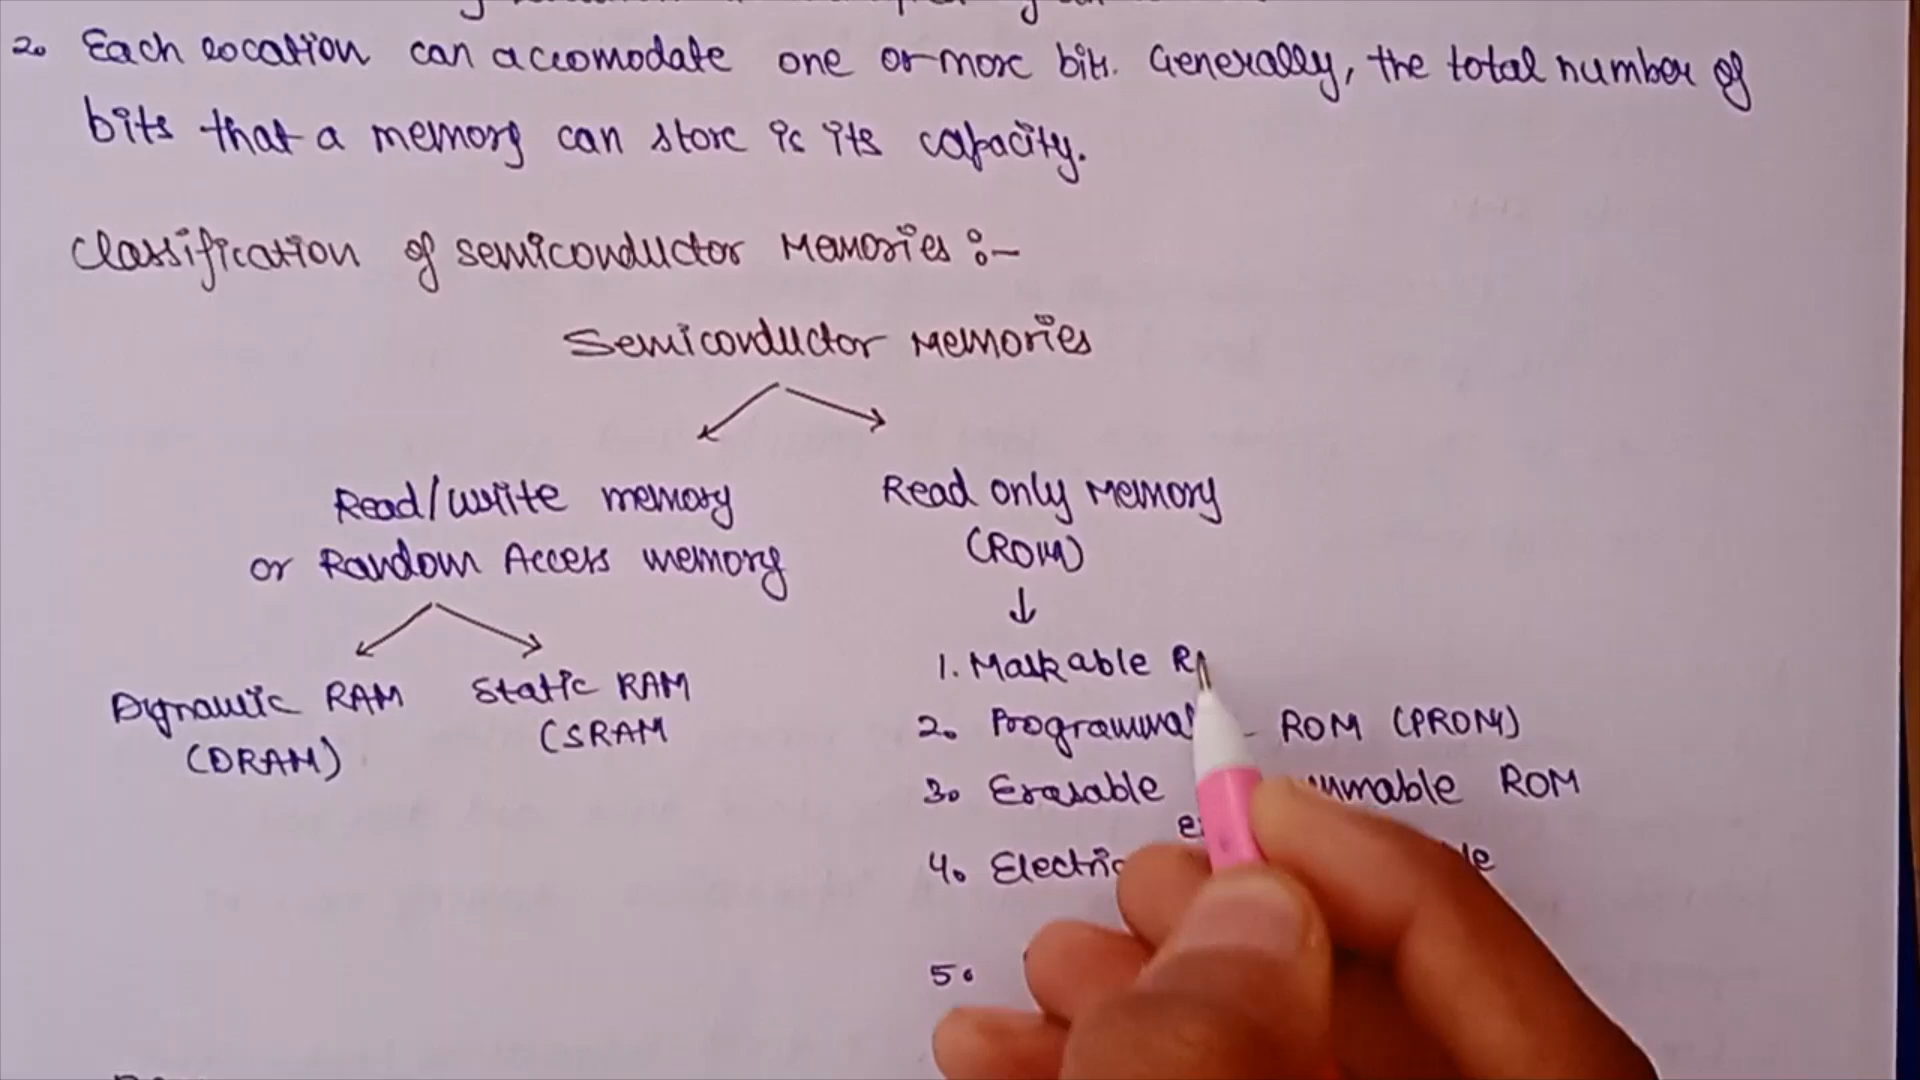 2. Each location can accomodate one or more bits. Generally, the total number of
bits that a memory can store is its capacity.
Classification of semiconductor Memories :-
Semiconductor Memories
Read/write memory
or Random Access memory
Read only Memory
(ROM)
↓
Dynamic RAM
(DRAM)
Static RAM
(SRAM
1. Maskable
2. ROM (PROM)
3. Erasable ROM
4.
5.